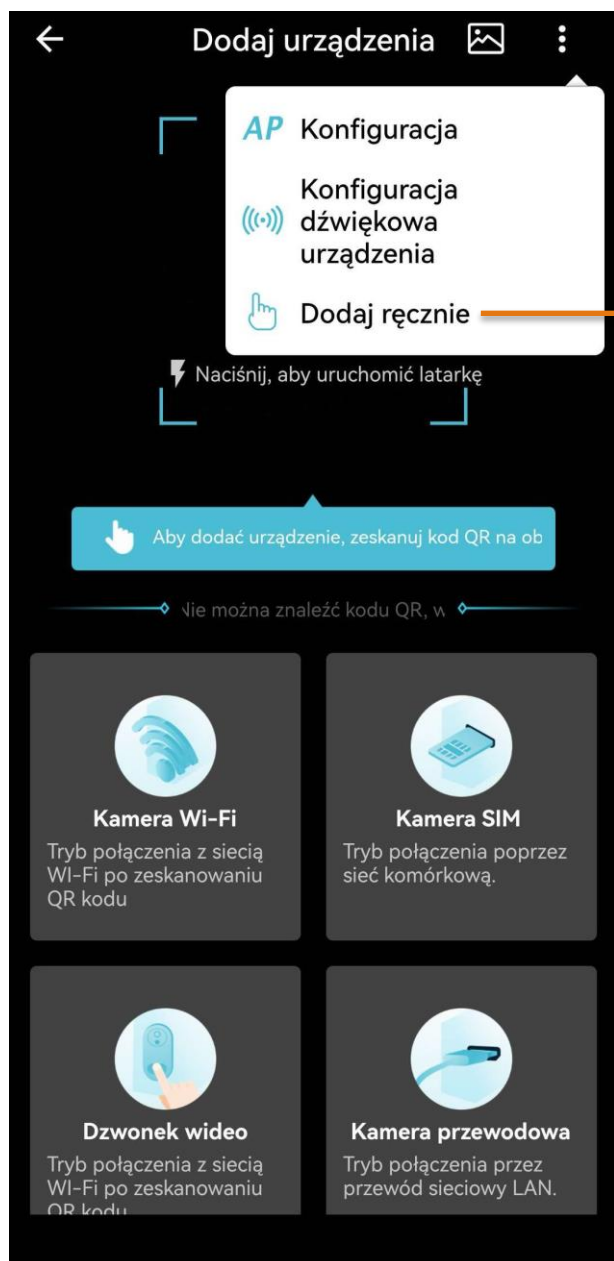 Dodaj urządzenia
AP Konfiguracja
Konfiguracja
dźwiękowa
urządzenia
Dodaj ręcznie
Naciśnij, aby uruchomić latarkę
Aby dodać urządzenie, zeskanuj kod QR na ob
Nie można znaleźć kodu QR, w
Kamera Wi-Fi
Tryb połączenia z siecią
WI-Fi po zeskanowaniu
QR kodu
Kamera SIM
Tryb połączenia poprzez
sieć komórkową.
Dzwonek wideo
Tryb połączenia z siecią
WI-Fi po zeskanowaniu
QR kodu
Kamera przewodowa
Tryb połączenia przez
przewód sieciowy LAN.